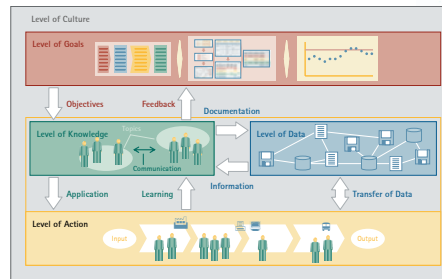 Level of Culture
Level of Goals
Objectives
Feedback
Documentation
Level of Knowledge
Topics
Communication
Level of Data
Application
Learning
Information
Transfer of Data
Level of Action
Input
Output